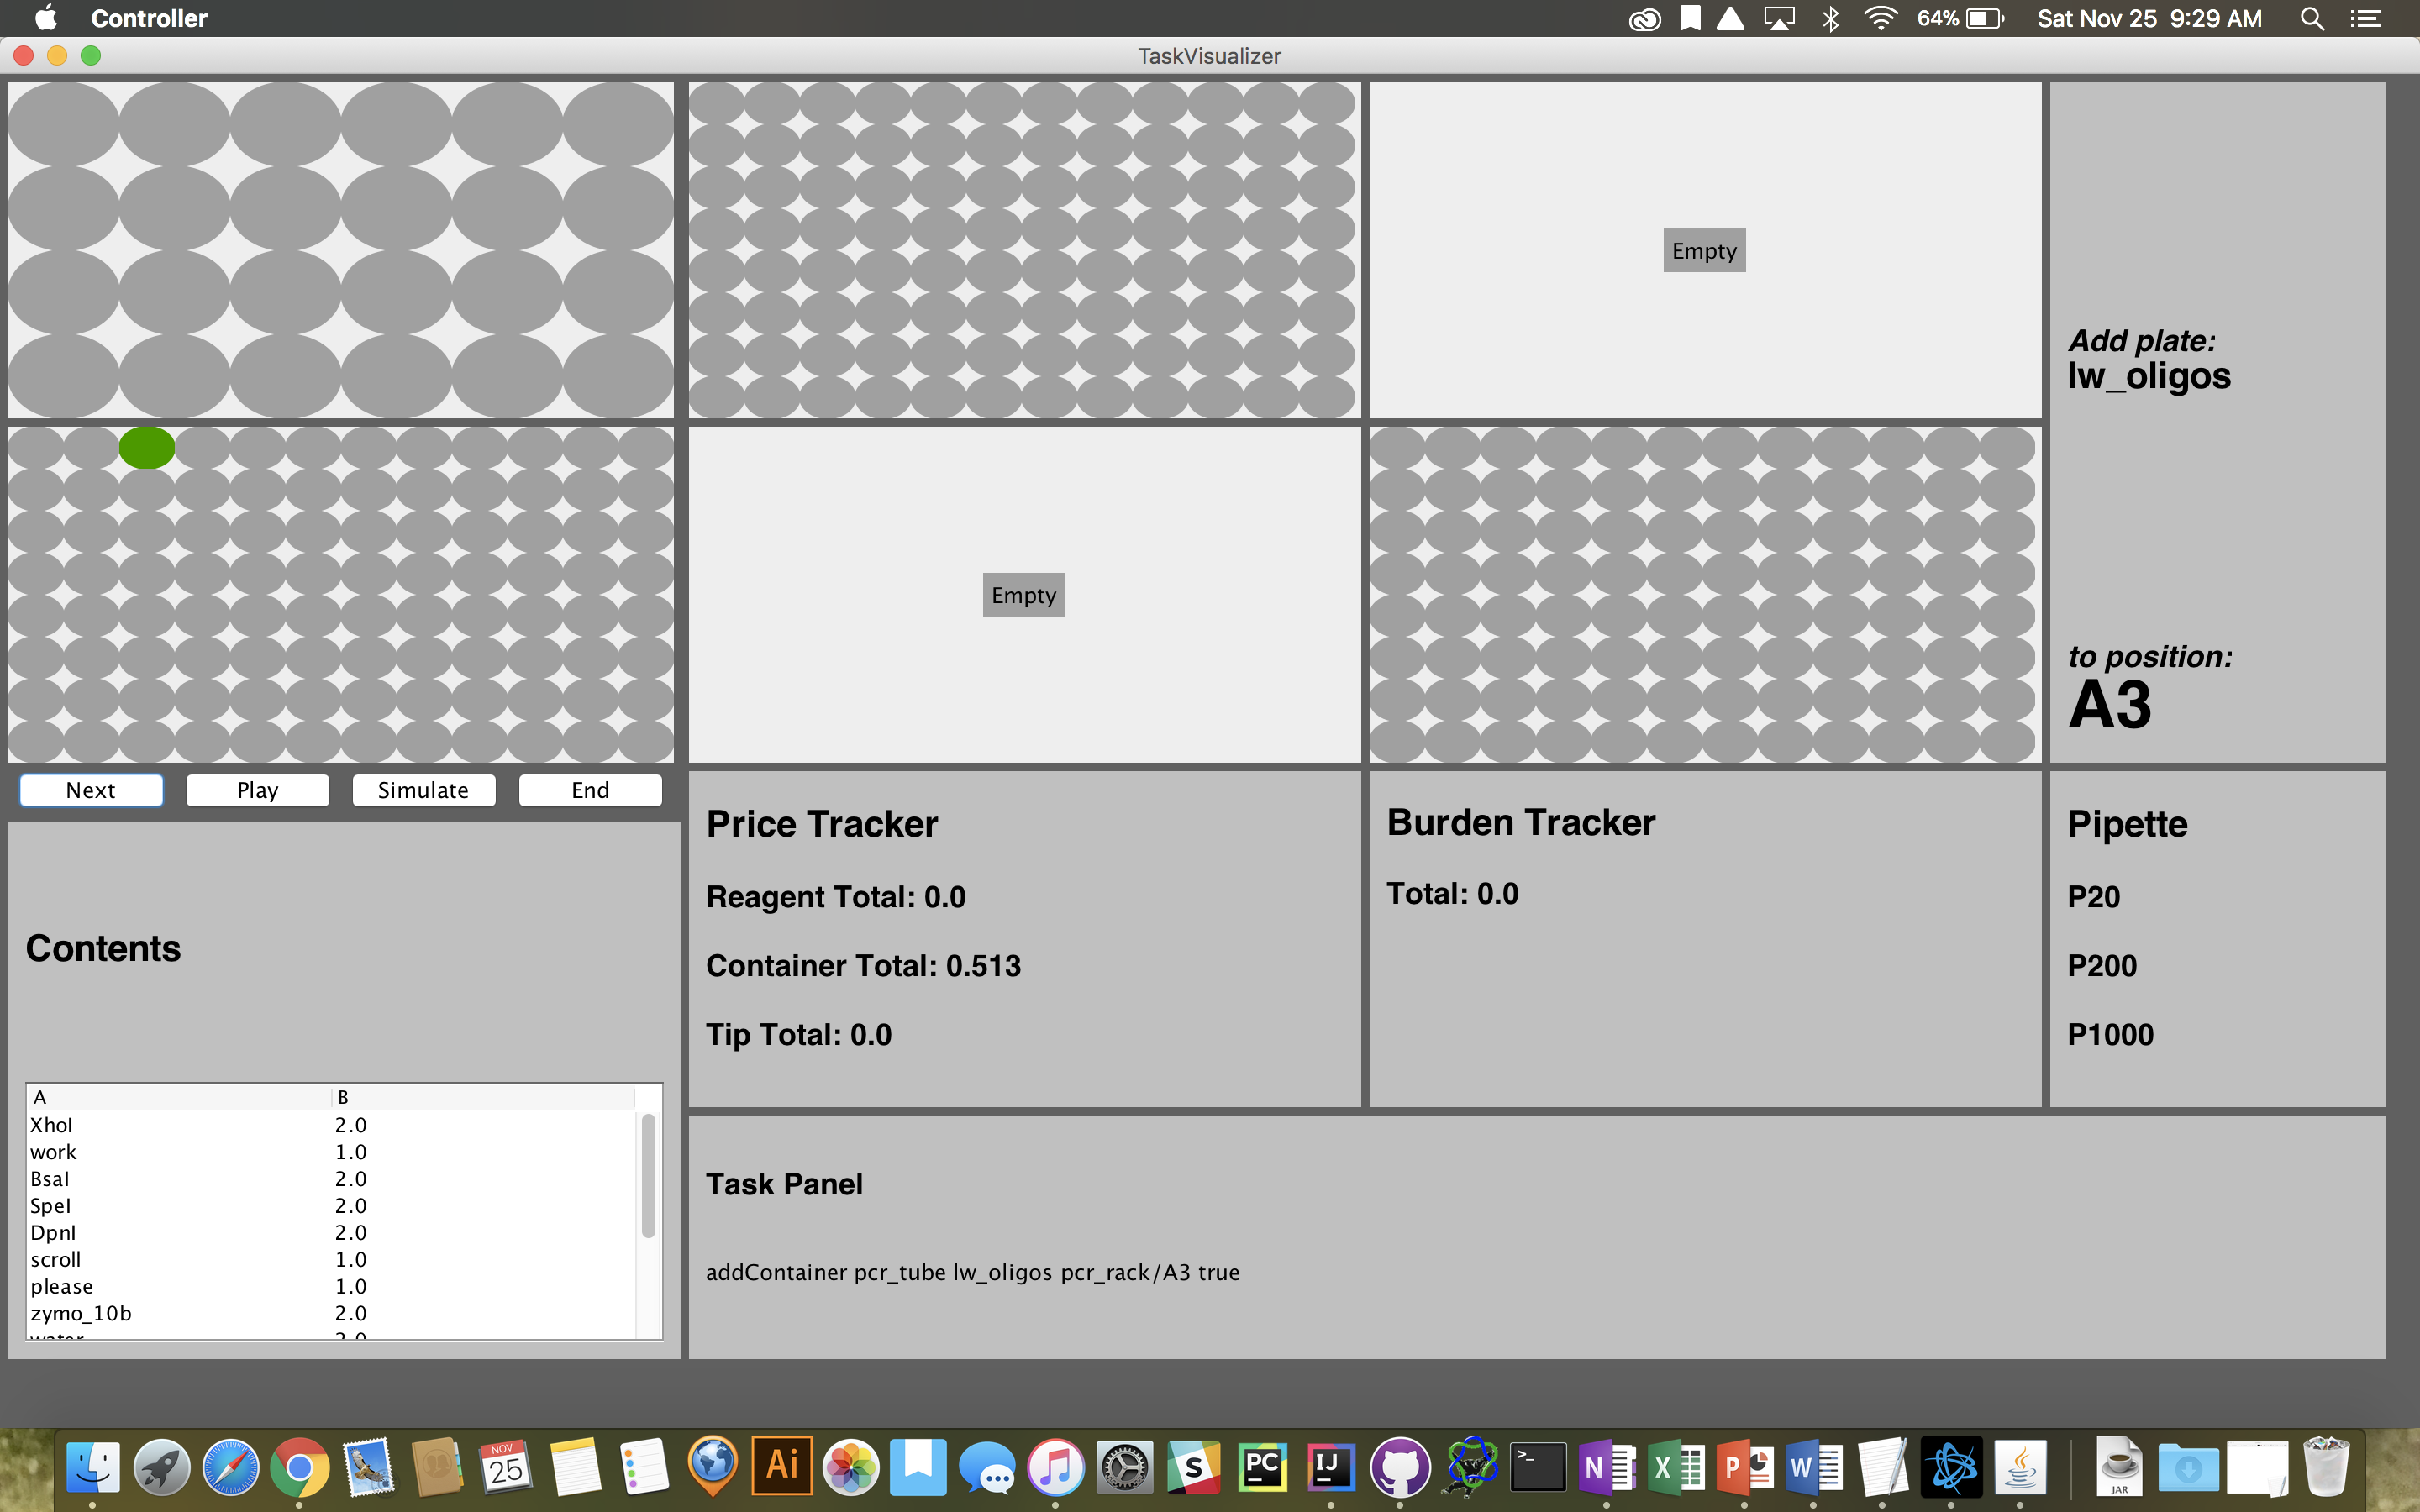 Controller
64%
Sat Nov 25 9:29 AM
TaskVisualizer
Empty
Add plate:
lw_oligos
Empty
to position:
A3
Next
Play
Simulate
End
Price Tracker
Reagent Total: 0.0
Container Total: 0.513
Tip Total: 0.0
Burden Tracker
Total: 0.0
Pipette
P20
P200
P1000
Contents
A B
XhoI 2.0
work 1.0
BsaI 2.0
SpeI 2.0
DpnI 2.0
scroll 1.0
please 1.0
zymo_10b 2.0
water 2.0
Task Panel
addContainer pcr_tube lw_oligos pcr_rack/A3 true
NOV
25
Ai
S
PC
IJ
>_
N
X
P
W
JAR